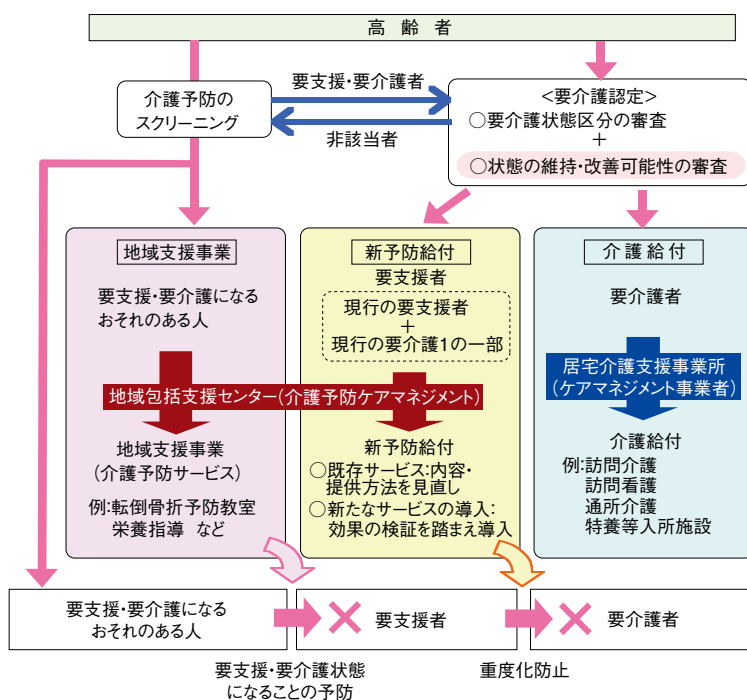 高齢者
介護予防の
スクリーニング
要支援・要介護者
非該当者
<要介護認定>
○要介護状態区分の審査
+
○状態の維持・改善可能性の審査
地域支援事業
要支援・要介護になる
おそれのある人
新予防給付
要支援者
現行の要支援者
+
現行の要介護1の一部
介護給付
要介護者
地域包括支援センター(介護予防ケアマネジメント)
居宅介護支援事業所
(ケアマネジメント事業者)
地域支援事業
(介護予防サービス)
例:転倒骨折予防教室
栄養指導 など
新予防給付
○既存サービス:内容・
提供方法を見直し
○新たなサービスの導入:
効果の検証を踏まえ導入
介護給付
例:訪問介護
訪問看護
通所介護
特養等入所施設
要支援・要介護になる
おそれのある人
要支援者
要介護者
要支援・要介護状態
になることの予防
重度化防止